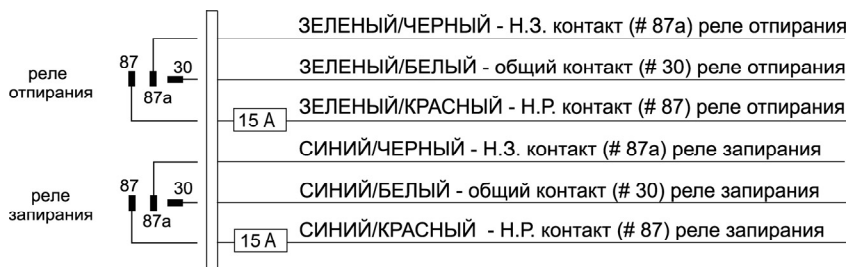 ЗЕЛЕНЫЙ/ЧЕРНЫЙ - Н.З. контакт (# 87а) реле отпирания
87
30
реле
отпирания
87а
ЗЕЛЕНЫЙ/БЕЛЫЙ - общий контакт (# 30) реле отпирания
ЗЕЛЕНЫЙ/КРАСНЫЙ - Н.Р. контакт (# 87) реле отпирания
15 А
СИНИЙ/ЧЕРНЫЙ - Н.З. контакт (# 87а) реле запирания
87
30
реле
запирания
87а
СИНИЙ/БЕЛЫЙ - общий контакт (# 30) реле запирания
СИНИЙ/КРАСНЫЙ - Н.Р. контакт (# 87) реле запирания
15 А